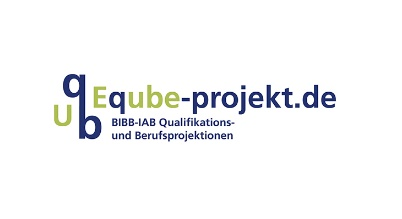 q
U
b
E
qube-projekt.de
BIBB-IAB Qualifikations-
und Berufsprojektionen